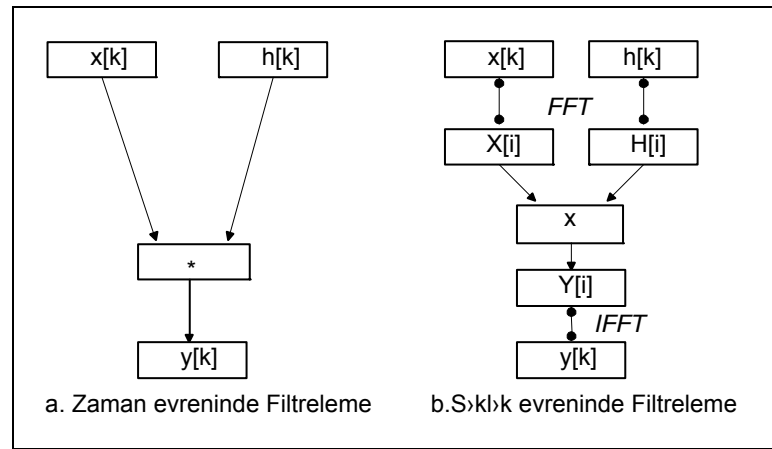 x[k]
h[k]
*
y[k]
a. Zaman evreninde Filtreleme
x[k]
h[k]
FFT
X[i]
H[i]
x
Y[i]
IFFT
y[k]
b.S›kl›k evreninde Filtreleme